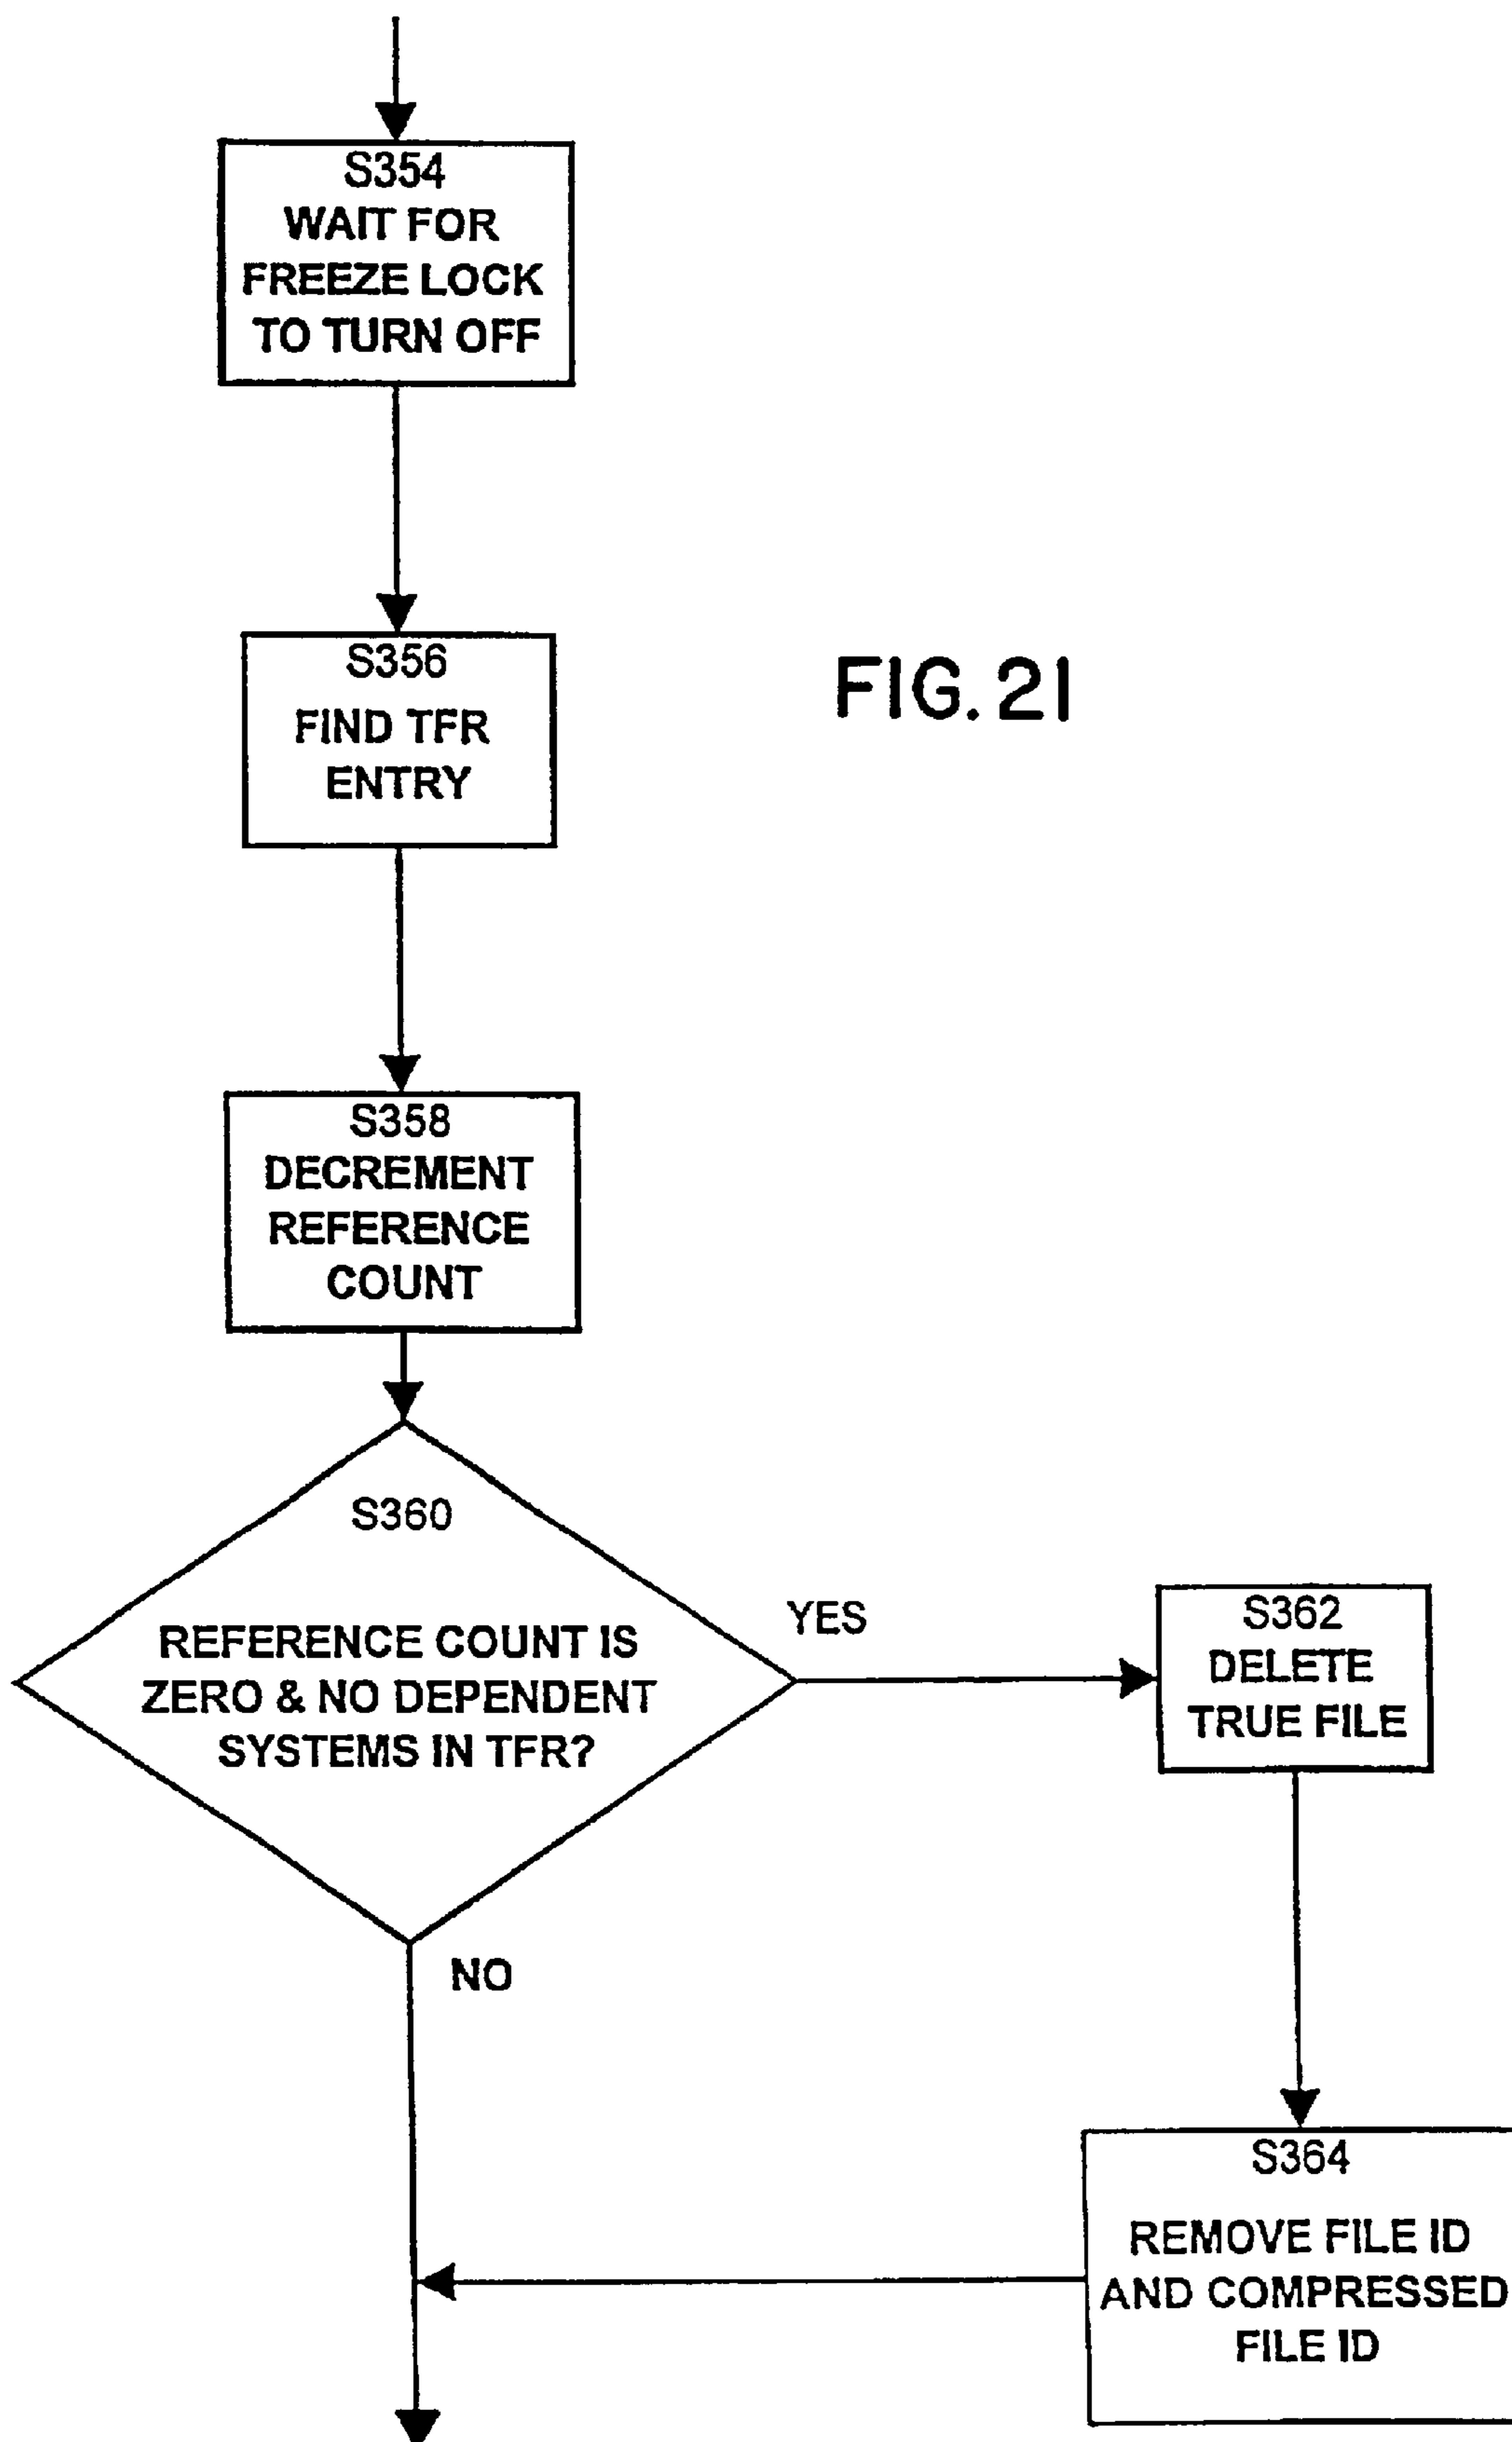 S354
WAIT FOR
FREEZE LOCK
TO TURN OFF
S356
FIND TFR
ENTRY
FIG. 21
S358
DECREMENT
REFERENCE
COUNT
S360
REFERENCE COUNT IS
ZERO & NO DEPENDENT
SYSTEMS IN TFR?
YES
NO
S362
DELETE
TRUE FILE
S364
REMOVE FILE ID
AND COMPRESSED
FILE ID